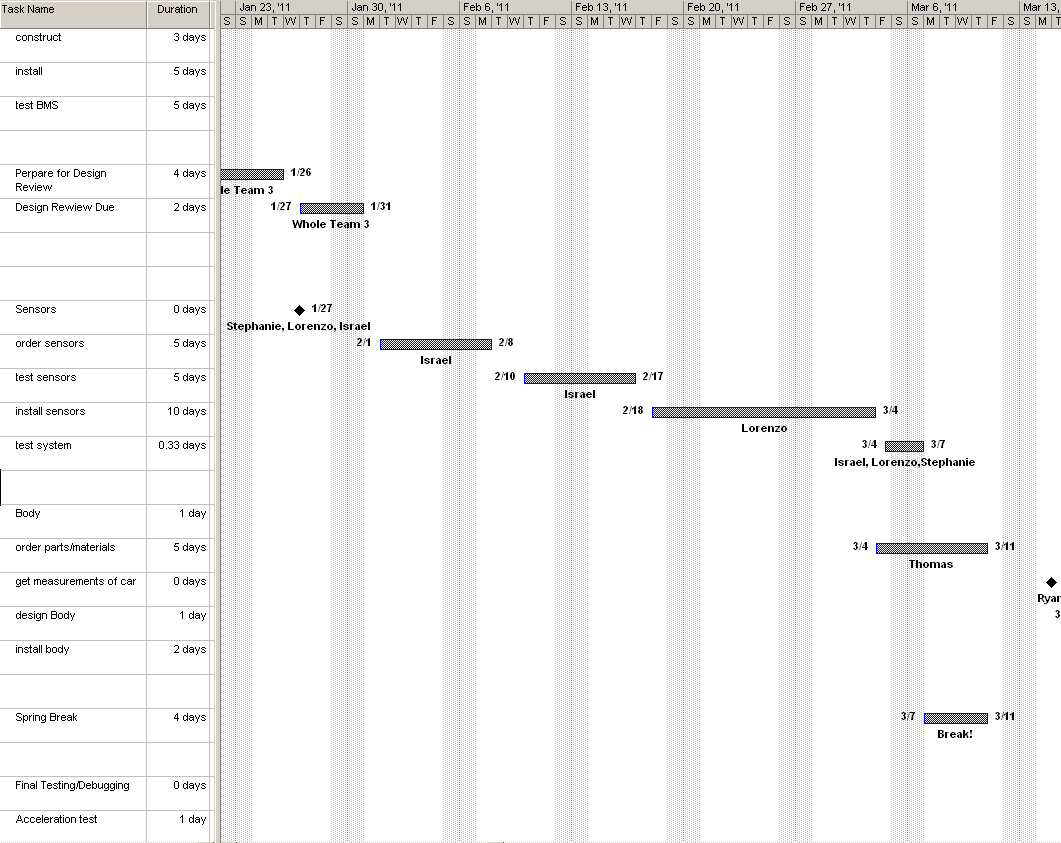 Task Name Duration Jan 23, '11 Jan 30, '11 Feb 6, '11 Feb 13, '11 Feb 20, '11 Feb 27, '11 Mar 6, '11 Mar 13,
S S M T W T F S S M T W T F S S M T W T F S S M T W T F S S M T W T F S S M T W T F S S M T W T F S S M T
construct 3 days
install 5 days
test BMS 5 days
Perpare for Design 4 days 1/26
Review le Team 3
Design Rewiew Due 2 days 1/27 1/31
Whole Team 3
Sensors 0 days 1/27
Stephanie, Lorenzo, Israel
order sensors 5 days 2/1 2/8
Israel
test sensors 5 days 2/10 2/17
Israel
install sensors 10 days 2/18 3/4
Lorenzo
test system 0.33 days 3/4 3/7
Israel, Lorenzo,Stephanie
Body 1 day
order parts/materials 5 days 3/4 3/11
Thomas
get measurements of car 0 days
Ryan
design Body 1 day 3
install body 2 days
Spring Break 4 days 3/7 3/11
Break!
Final Testing/Debugging 0 days
Acceleration test 1 day